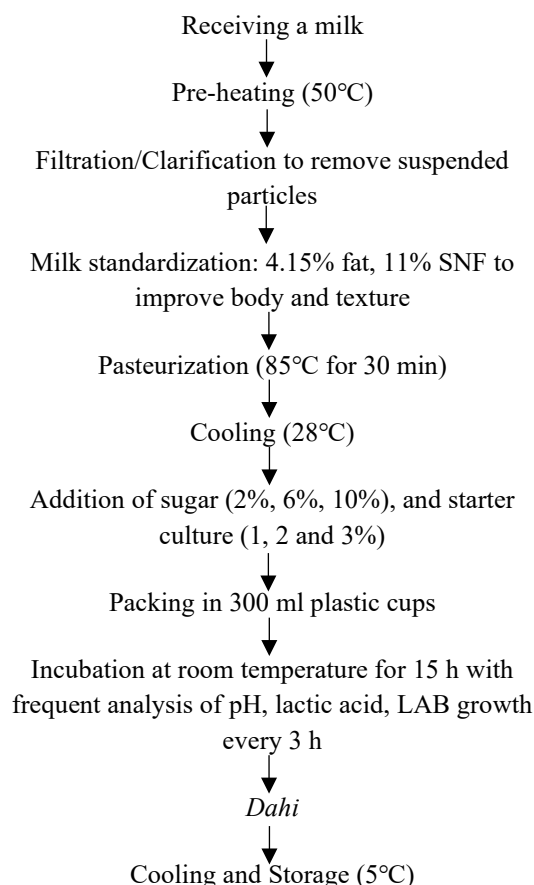 Receiving a milk
Pre-heating (50°C)
Filtration/Clarification to remove suspended
particles
Milk standardization: 4.15% fat, 11% SNF to
improve body and texture
Pasteurization (85°C for 30 min)
Cooling (28°C)
Addition of sugar (2%, 6%, 10%), and starter
culture (1, 2 and 3%)
Packing in 300 ml plastic cups
Incubation at room temperature for 15 h with
frequent analysis of pH, lactic acid, LAB growth
every 3 h
Dahi
Cooling and Storage (5°C)